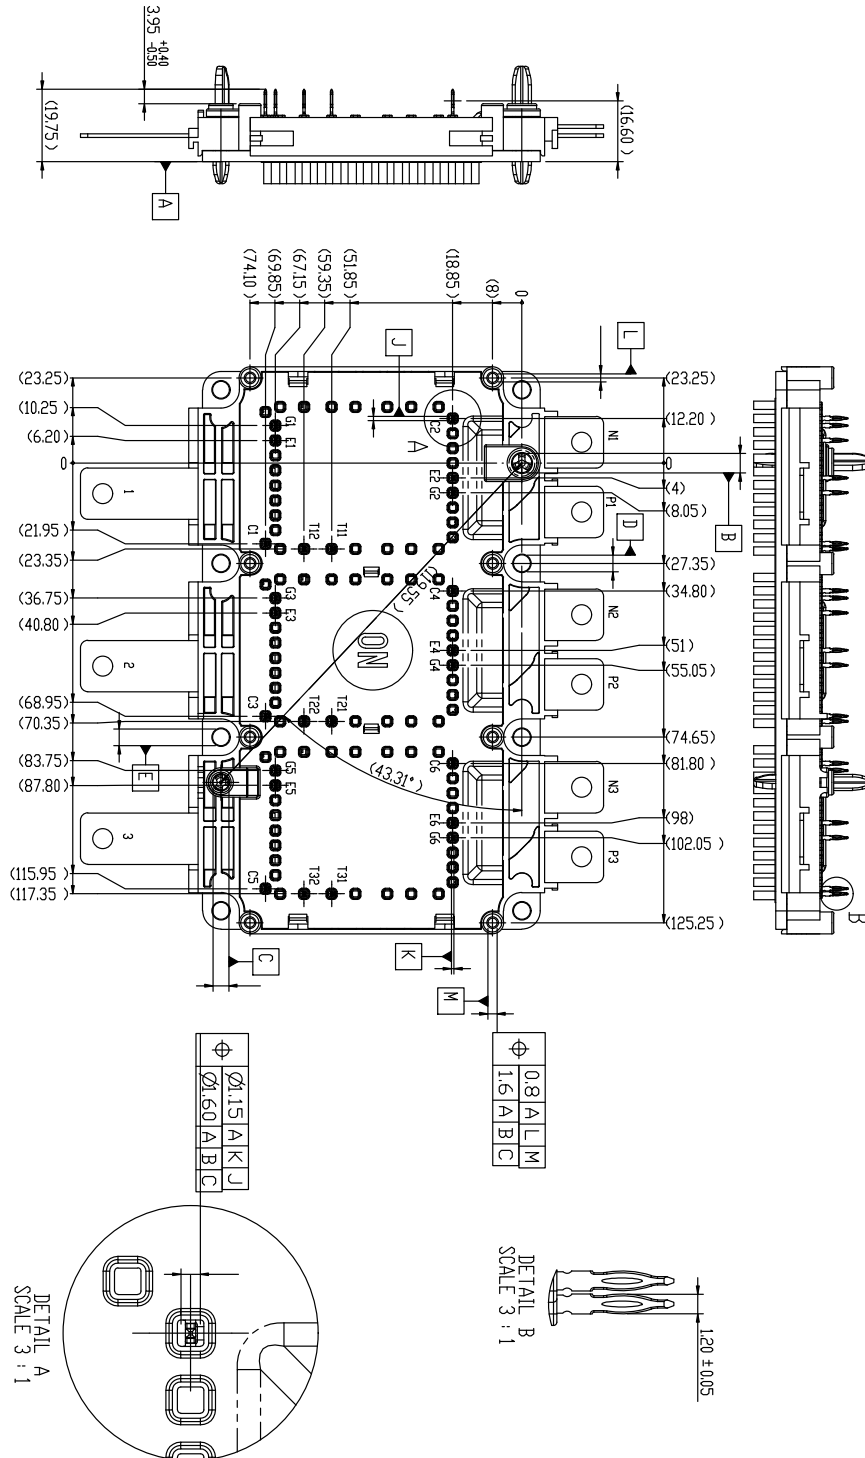 3.95 +0.40 -0.50
(19.75)
(16.60)
A
(74.10)
(69.85)
(67.15)
(59.35)
(51.85)
(18.85)
(8)
0
J
L
(23.25)
(10.25)
(6.20)
0
(21.95)
(23.35)
(36.75)
(40.80)
(68.95)
(70.35)
(83.75)
(87.80)
(115.95)
(117.35)
(23.25)
(12.20)
0
(4)
(8.05)
(27.35)
(34.80)
(51)
(55.05)
(74.65)
(81.80)
(98)
(102.05)
(125.25)
B
D
E
C
K
M
A
B
G1
E1
C2
E2
G2
C1
T12
T11
G3
E3
C4
E4
G4
C3
T22
T21
G5
E5
C6
E6
G6
C5
T32
T31
N1
P1
N2
P2
N3
P3
1
2
3
ON
(43.31°)
0.8 A L M
1.6 A B C
Ø1.15 A K J
Ø1.60 A B C
DETAIL B
SCALE 3 : 1
1.20 ±0.05
DETAIL A
SCALE 3 : 1